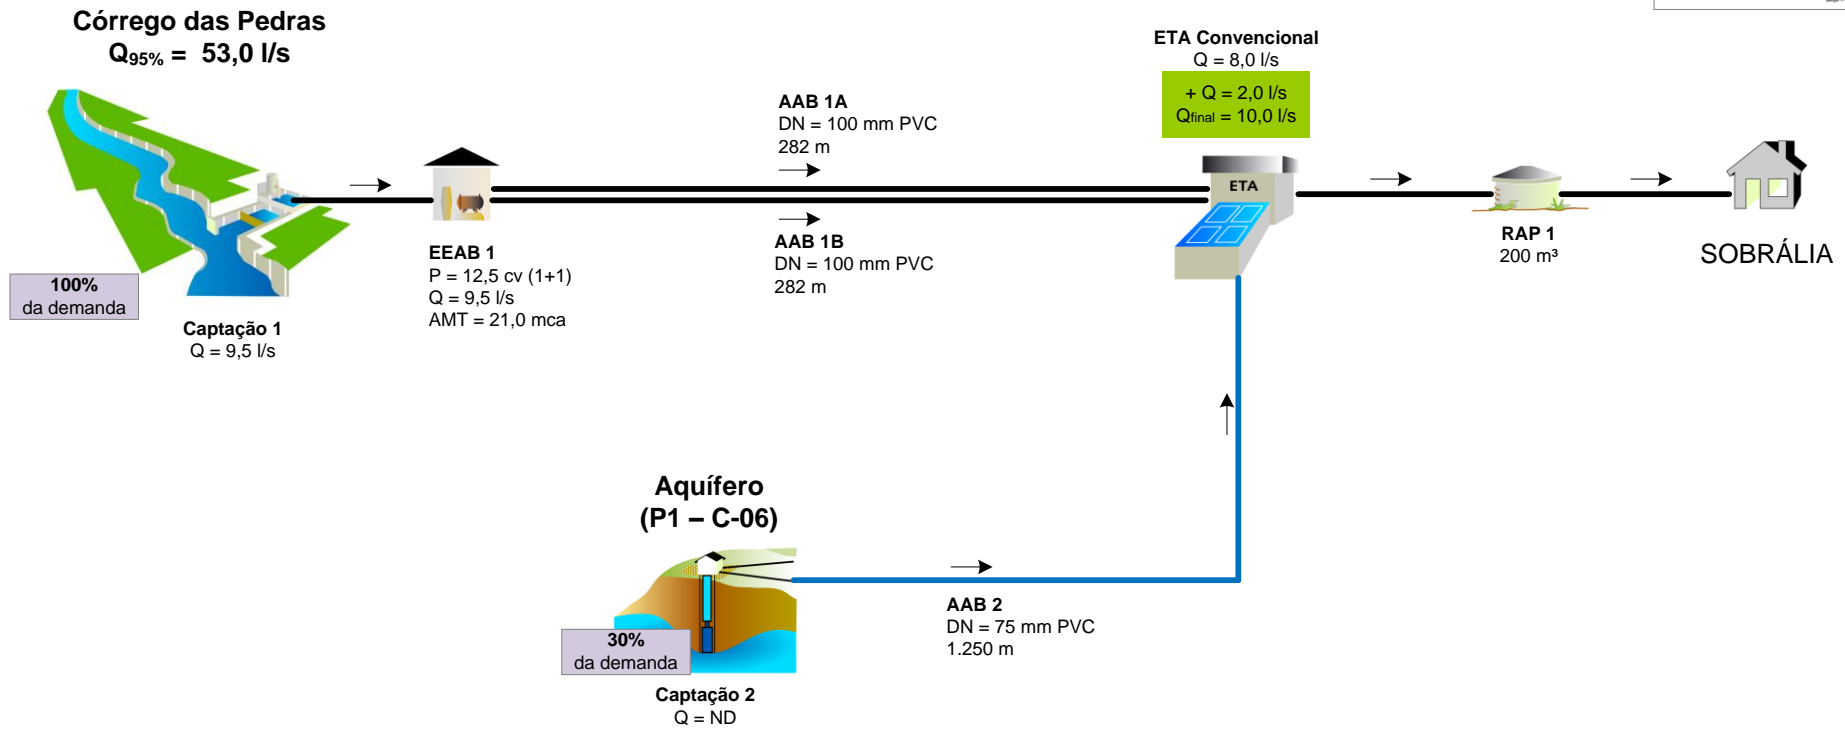 Córrego das Pedras
Q95% = 53,0 l/s
100%
da demanda
Captação 1
Q = 9,5 l/s
EEAB 1
P = 12,5 cv (1+1)
Q = 9,5 l/s
AMT = 21,0 mca
AAB 1A
DN = 100 mm PVC
282 m
AAB 1B
DN = 100 mm PVC
282 m
ETA Convencional
Q = 8,0 l/s
+ Q = 2,0 l/s
Qfinal = 10,0 l/s
ETA
RAP 1
200 m³
SOBRÁLIA
Aquífero
(P1 – C-06)
30%
da demanda
Captação 2
Q = ND
AAB 2
DN = 75 mm PVC
1.250 m